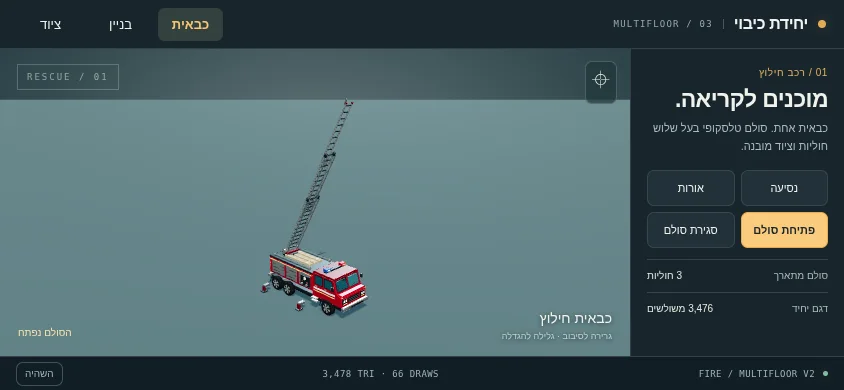 יחידת כיבוי | MULTIFLOOR / 03
כבאית
בניין
ציוד
01 / רכב חילוץ
מוכנים לקריאה.
כבאית אחת. סולם טלסקופי בעל שלוש
חוליות וציוד מובנה.
נסיעה
אורות
פתיחת סולם
סגירת סולם
סולם מתארך
3 חוליות
דגם יחיד
3,476 משולשים
RESCUE / 01
כבאית חילוץ
גרירה לסיבוב · גלילה להגדלה
הסולם נפתח
FIRE / MULTIFLOOR V2
3,478 TRI · 66 DRAWS
השהיה